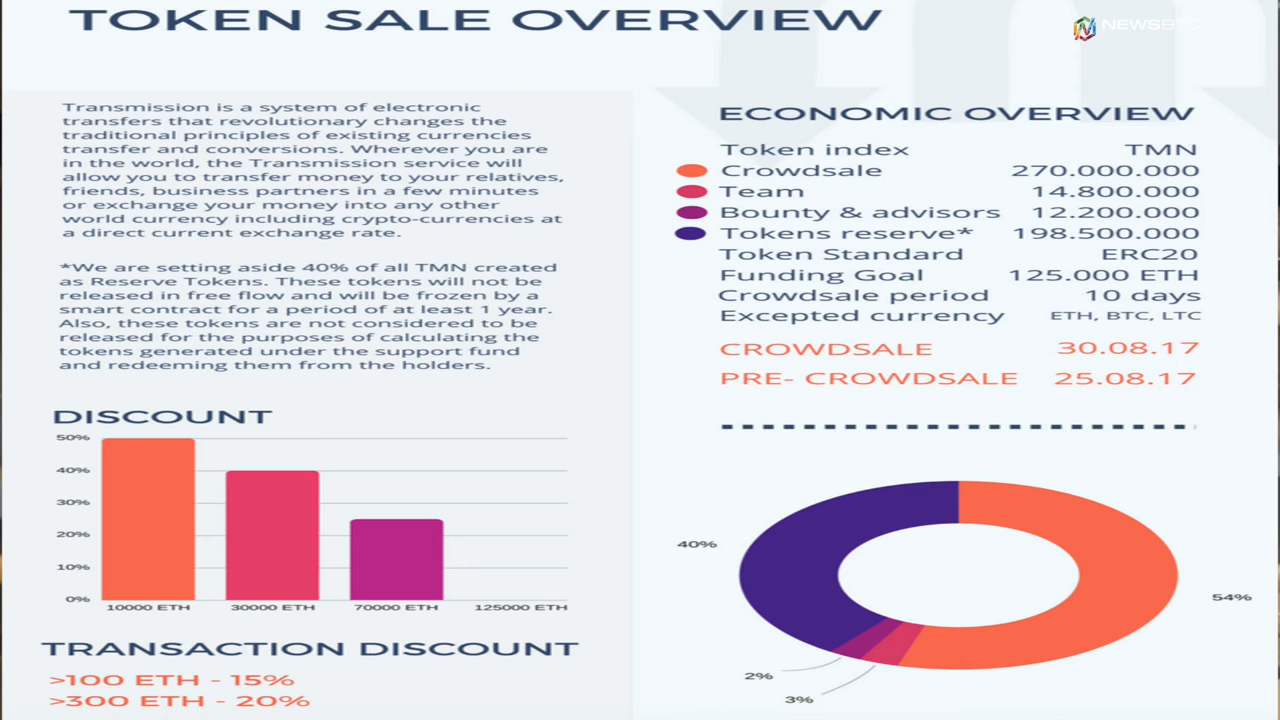 TOKEN SALE OVERVIEW
NEWSBTC
Transmission is a system of electronic
transfers that revolutionary changes the
traditional principles of existing currencies
transfer and conversions. Wherever you are
in the world, the Transmission service will
allow you to transfer money to your relatives,
friends, business partners in a few minutes
or exchange your money into any other
world currency including crypto-currencies at
a direct current exchange rate.
*We are setting aside 40% of all TMN created
as Reserve Tokens. These tokens will not be
released in free flow and will be frozen by a
smart contract for a period of at least 1 year.
Also, these tokens are not considered to be
released for the purposes of calculating the
tokens generated under the support fund
and redeeming them from the holders.
DISCOUNT
50%
40%
30%
20%
10%
0%
10000 ETH 30000 ETH 70000 ETH 125000 ETH
TRANSACTION DISCOUNT
>100 ETH - 15%
>300 ETH - 20%
ECONOMIC OVERVIEW
Token index TMN
Crowdsale 270.000.000
Team 14.800.000
Bounty & advisors 12.200.000
Tokens reserve* 198.500.000
Token Standard ERC20
Funding Goal 125.000 ETH
Crowdsale period 10 days
Excepted currency ETH, BTC, LTC
CROWDSALE 30.08.17
PRE- CROWDSALE 25.08.17
40%
54%
2%
3%